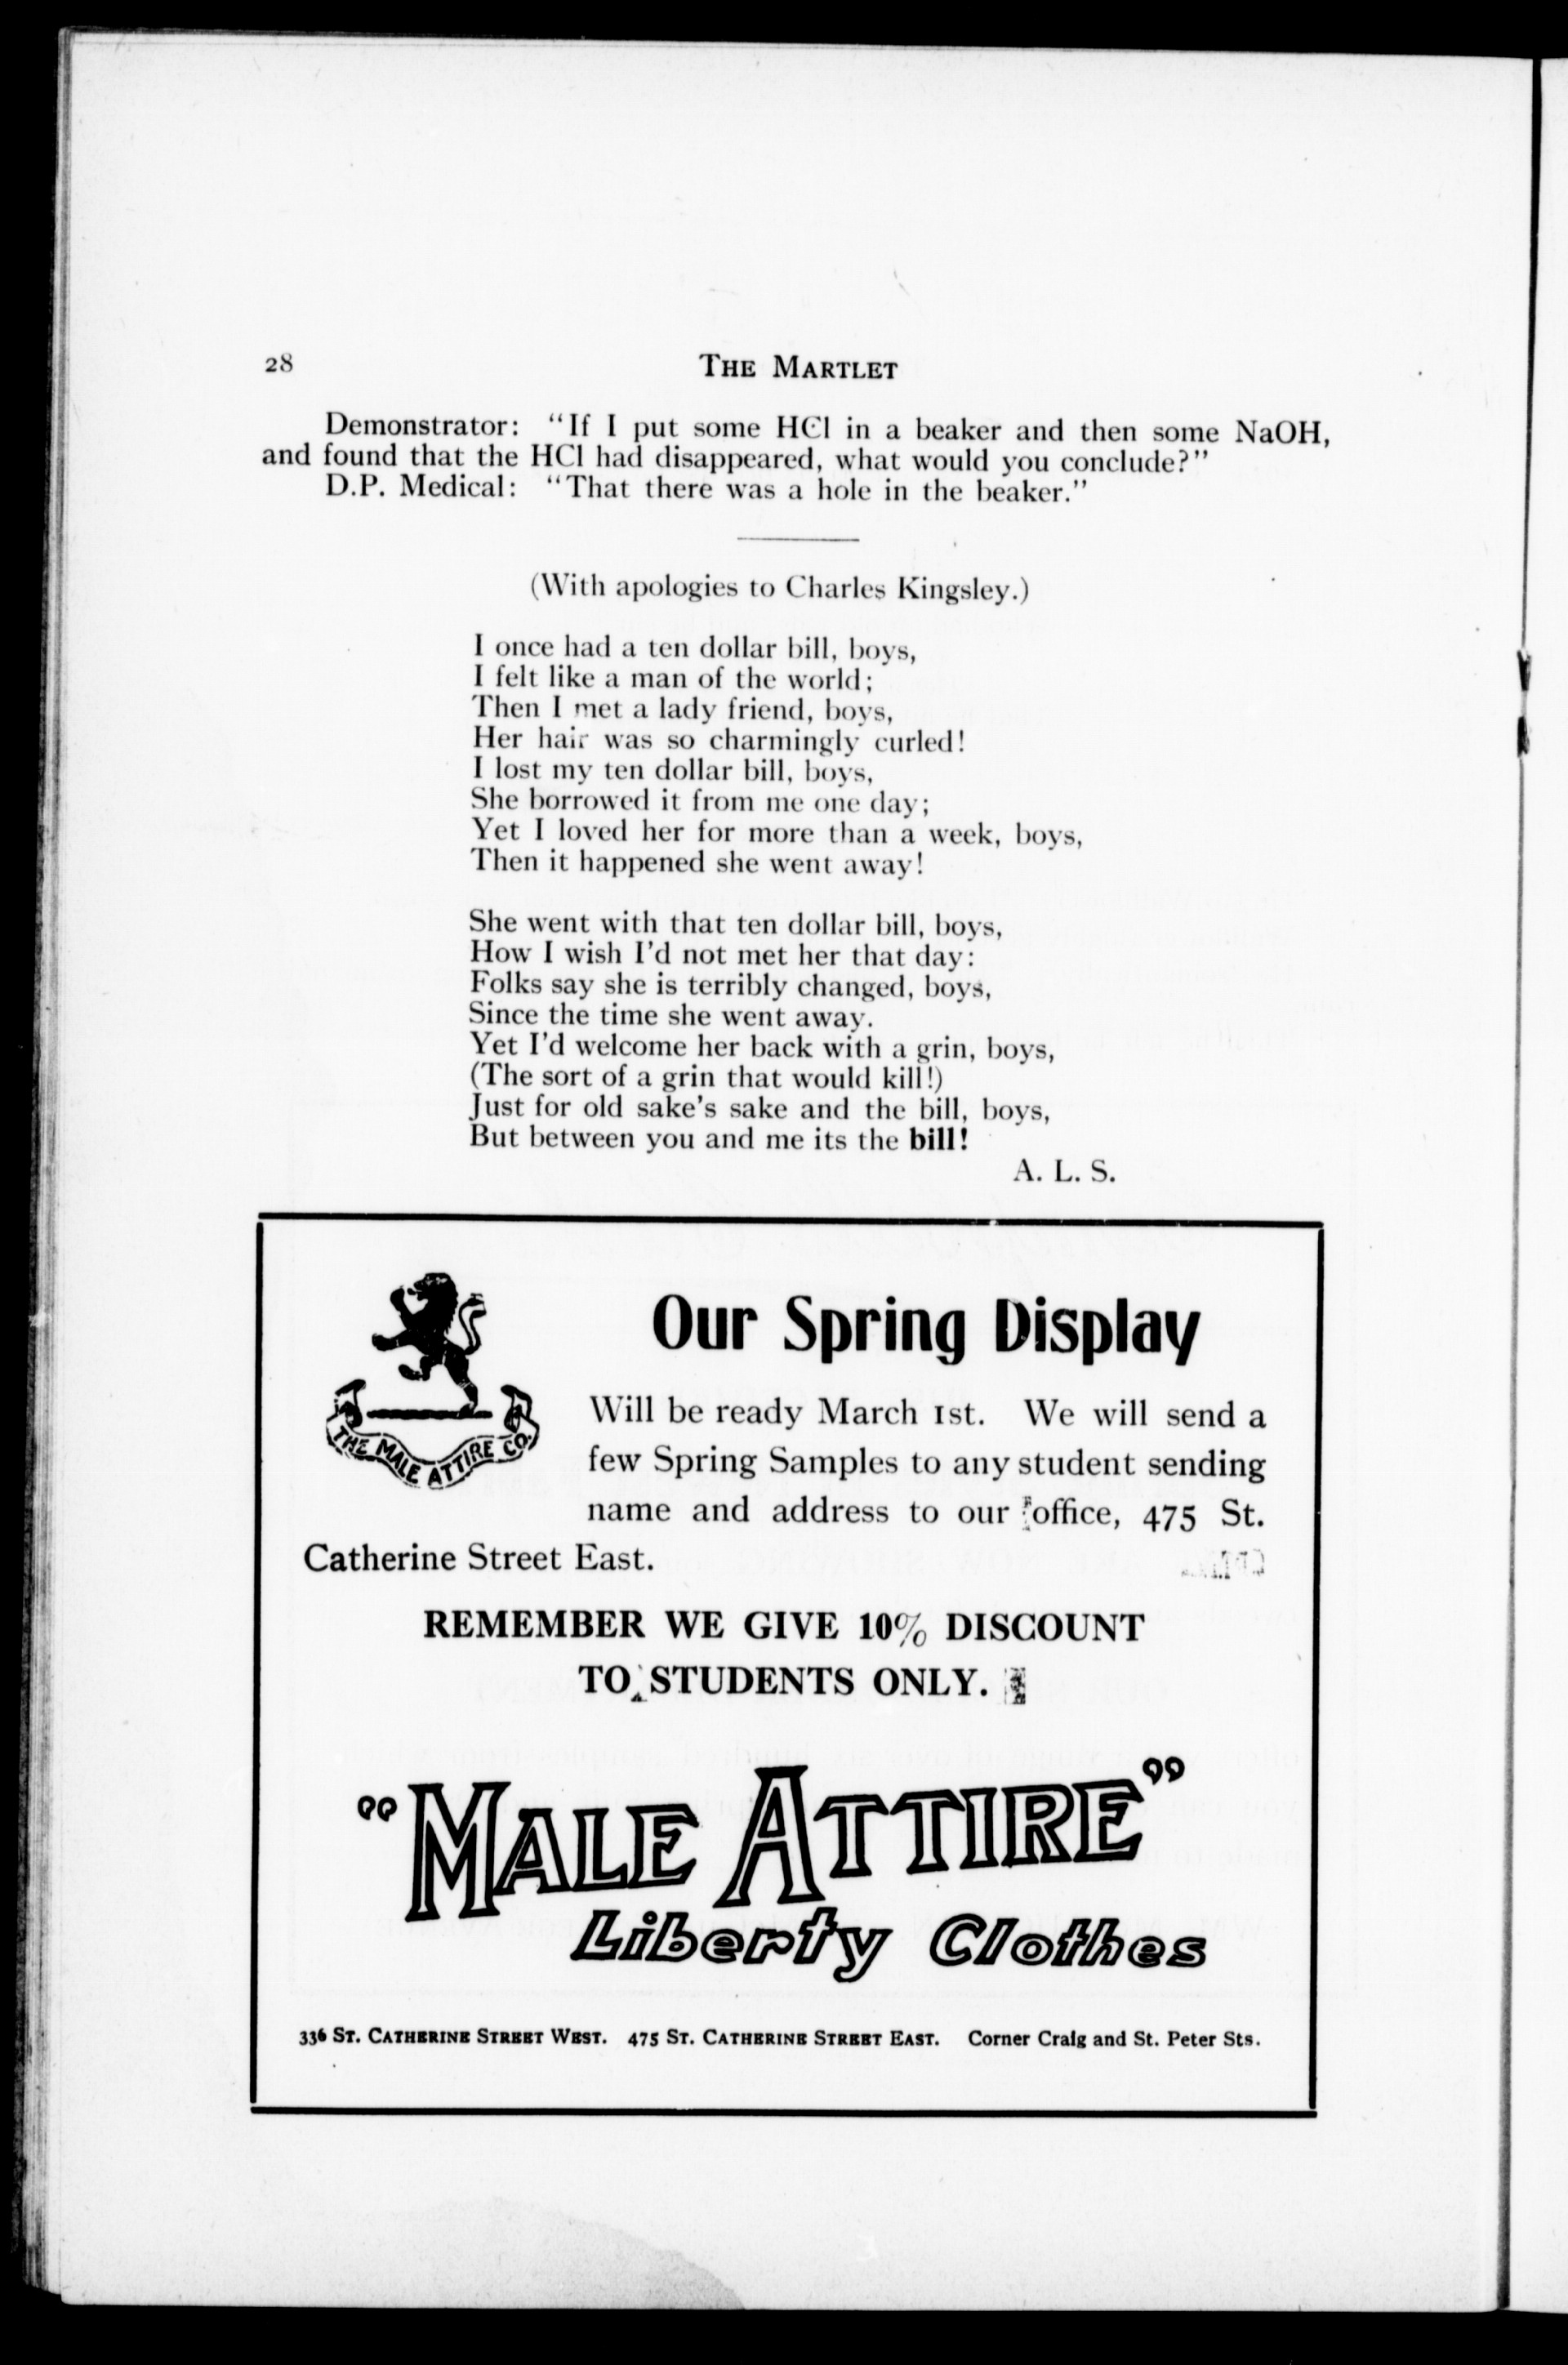 28
THE MARTLET
Demonstrator: "If I put some HCl in a beaker and then some NaOH,
and found that the HCl had disappeared, what would you conclude?"
D.P. Medical: "That there was a hole in the beaker."
(With apologies to Charles Kingsley.)
I once had a ten dollar bill, boys,
I felt like a man of the world;
Then I met a lady friend, boys,
Her hair was so charmingly curled!
I lost my ten dollar bill, boys,
She borrowed it from me one day;
Yet I loved her for more than a week, boys,
Then it happened she went away!
She went with that ten dollar bill, boys,
How I wish I'd not met her that day:
Folks say she is terribly changed, boys,
Since the time she went away.
Yet I'd welcome her back with a grin, boys,
(The sort of a grin that would kill!)
Just for old sake's sake and the bill, boys,
But between you and me its the bill!
A. L. S.
THE MALE ATTIRE CO.
Our Spring Display
Will be ready March 1st. We will send a
few Spring Samples to any student sending
name and address to our office, 475 St.
Catherine Street East.
REMEMBER WE GIVE 10% DISCOUNT
TO STUDENTS ONLY.
"MALE ATTIRE"
Liberty Clothes
336 ST. CATHERINE STREET WEST. 475 ST. CATHERINE STREET EAST. Corner Craig and St. Peter Sts.